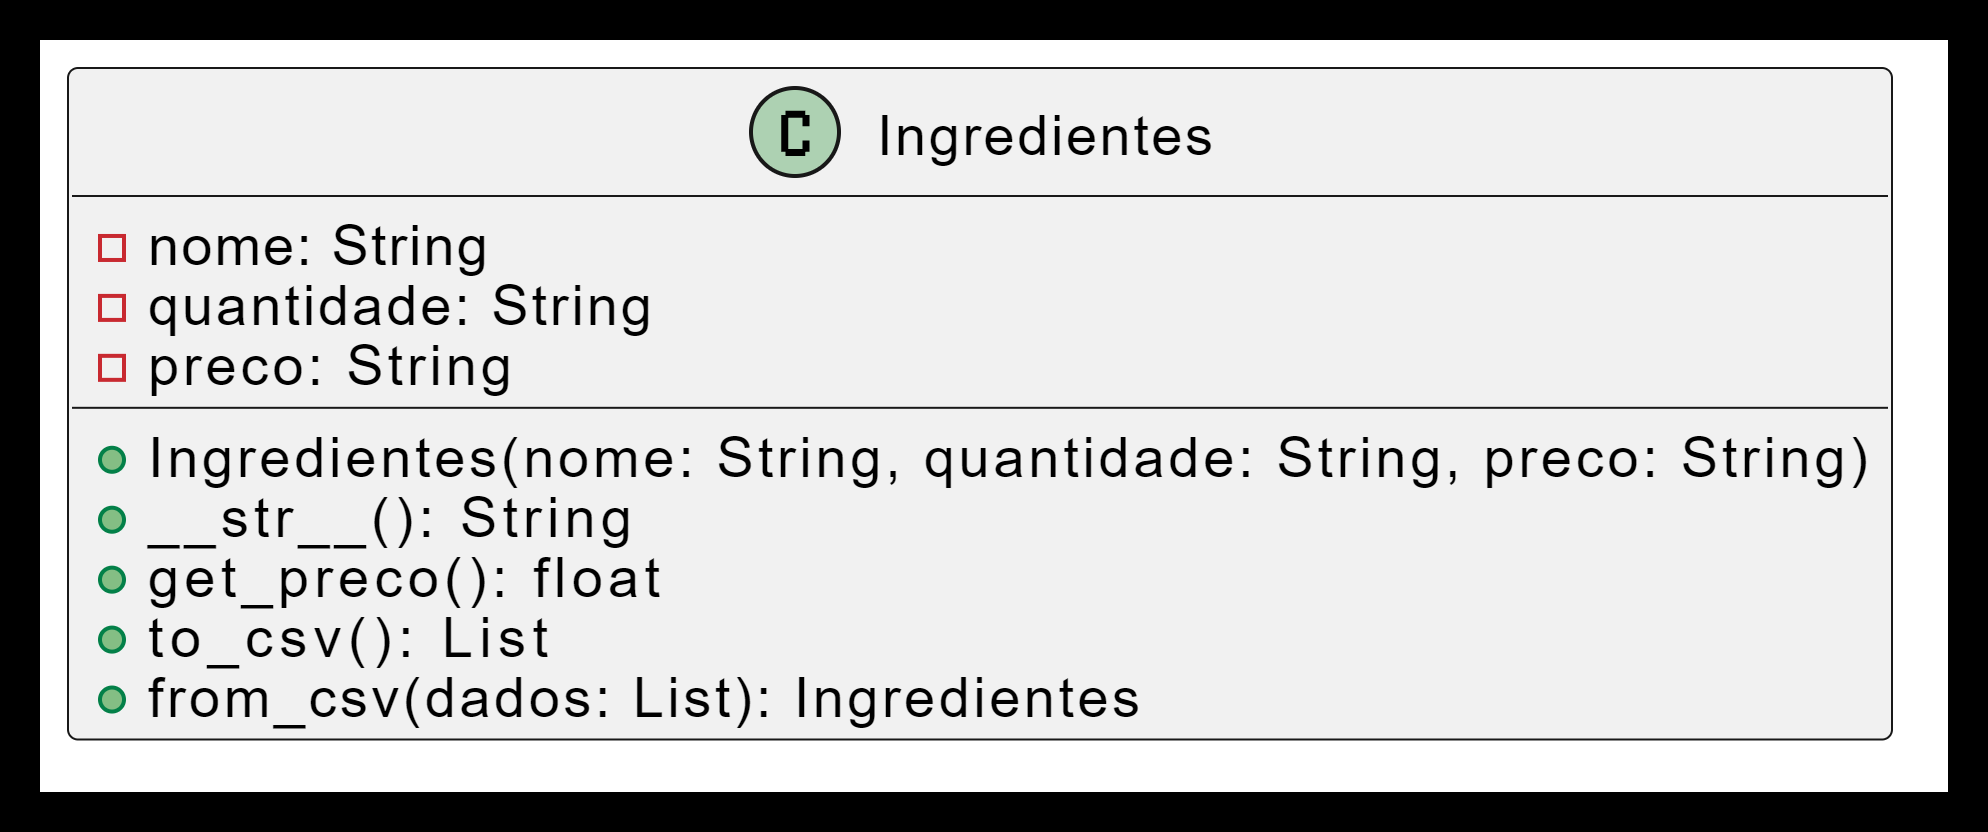 C Ingredientes
nome: String
quantidade: String
preco: String
Ingredientes(nome: String, quantidade: String, preco: String)
__str__(): String
get_preco(): float
to_csv(): List
from_csv(dados: List): Ingredientes